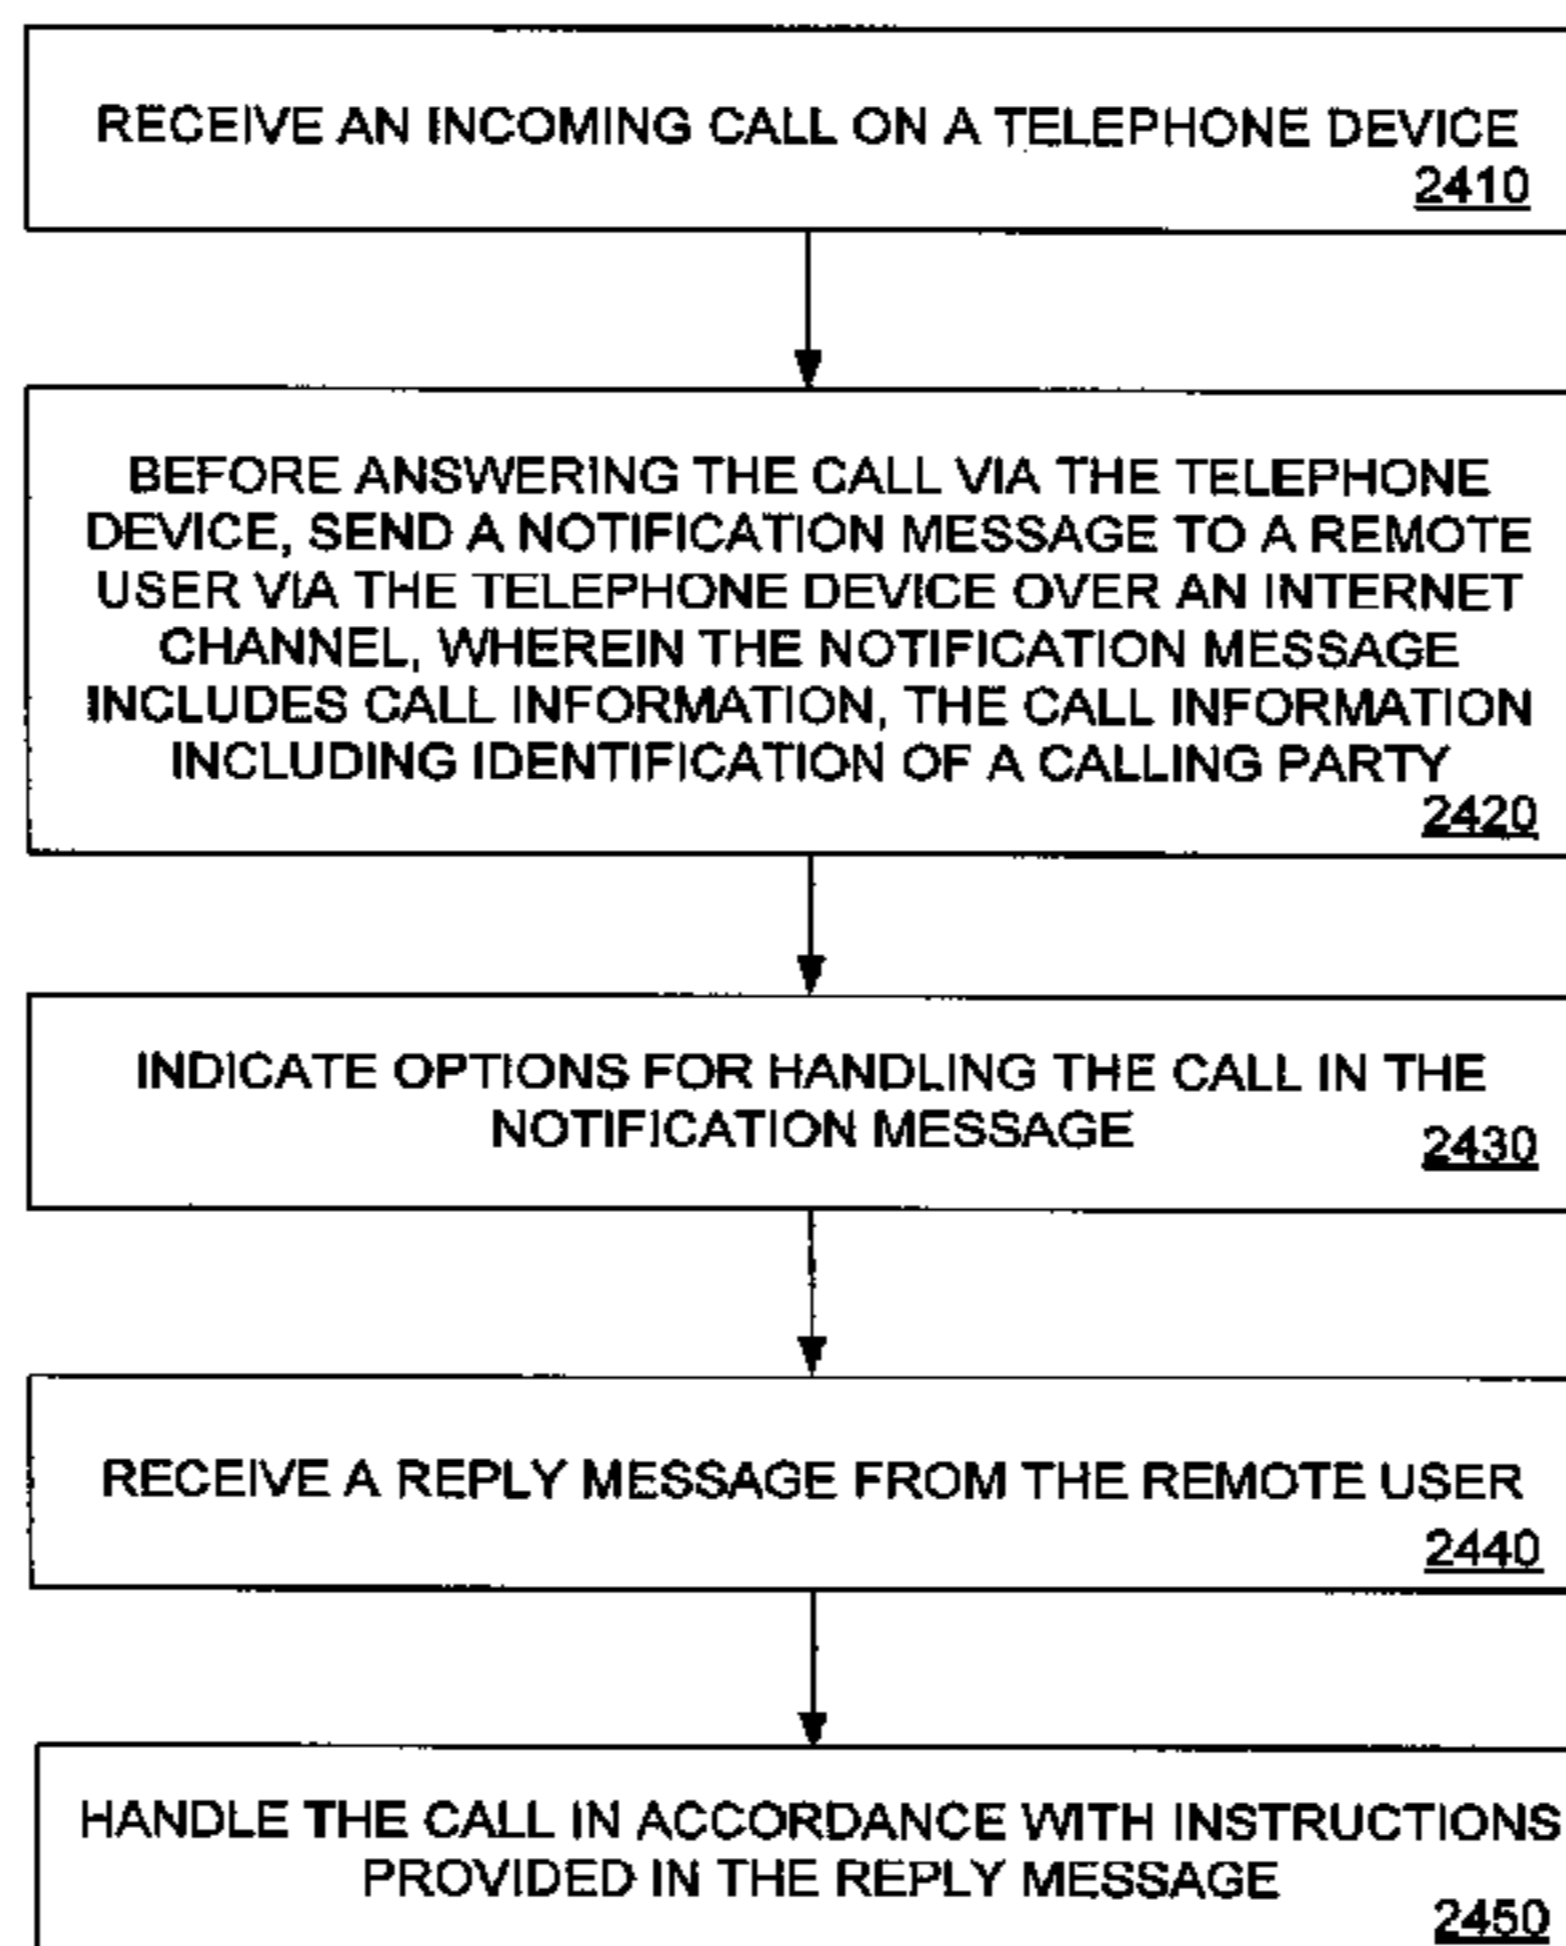 RECEIVE AN INCOMING CALL ON A TELEPHONE DEVICE
2410
BEFORE ANSWERING THE CALL VIA THE TELEPHONE
DEVICE, SEND A NOTIFICATION MESSAGE TO A REMOTE
USER VIA THE TELEPHONE DEVICE OVER AN INTERNET
CHANNEL, WHEREIN THE NOTIFICATION MESSAGE
INCLUDES CALL INFORMATION, THE CALL INFORMATION
INCLUDING IDENTIFICATION OF A CALLING PARTY
2420
INDICATE OPTIONS FOR HANDLING THE CALL IN THE
NOTIFICATION MESSAGE
2430
RECEIVE A REPLY MESSAGE FROM THE REMOTE USER
2440
HANDLE THE CALL IN ACCORDANCE WITH INSTRUCTIONS
PROVIDED IN THE REPLY MESSAGE
2450